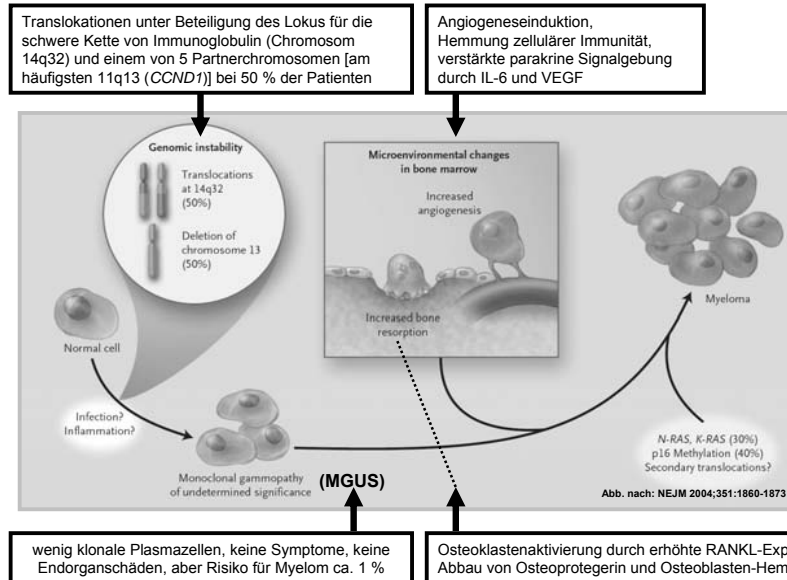 Translokationen unter Beteiligung des Lokus für die
schwere Kette von Immunoglobulin (Chromosom
14q32) und einem von 5 Partnerchromosomen [am
häufigsten 11q13 (CCND1)] bei 50 % der Patienten
Angiogeneseinduktion,
Hemmung zellulärer Immunität,
verstärkte parakrine Signalgebung
durch IL-6 und VEGF
Genomic instability
Translocations
at 14q32
(50%)
Deletion of
chromosome 13
(50%)
Microenvironmental changes
in bone marrow
Increased
angiogenesis
Increased bone
resorption
Myeloma
Normal cell
Infection?
Inflammation?
Monoclonal gammopathy
of undetermined significance
(MGUS)
N-RAS, K-RAS (30%)
p16 Methylation (40%)
Secondary translocations?
Abb. nach: NEJM 2004;351:1860-1873
wenig klonale Plasmazellen, keine Symptome, keine
Endorganschäden, aber Risiko für Myelom ca. 1 %
Osteoklastenaktivierung durch erhöhte
Abbau von Osteoprotegerin und